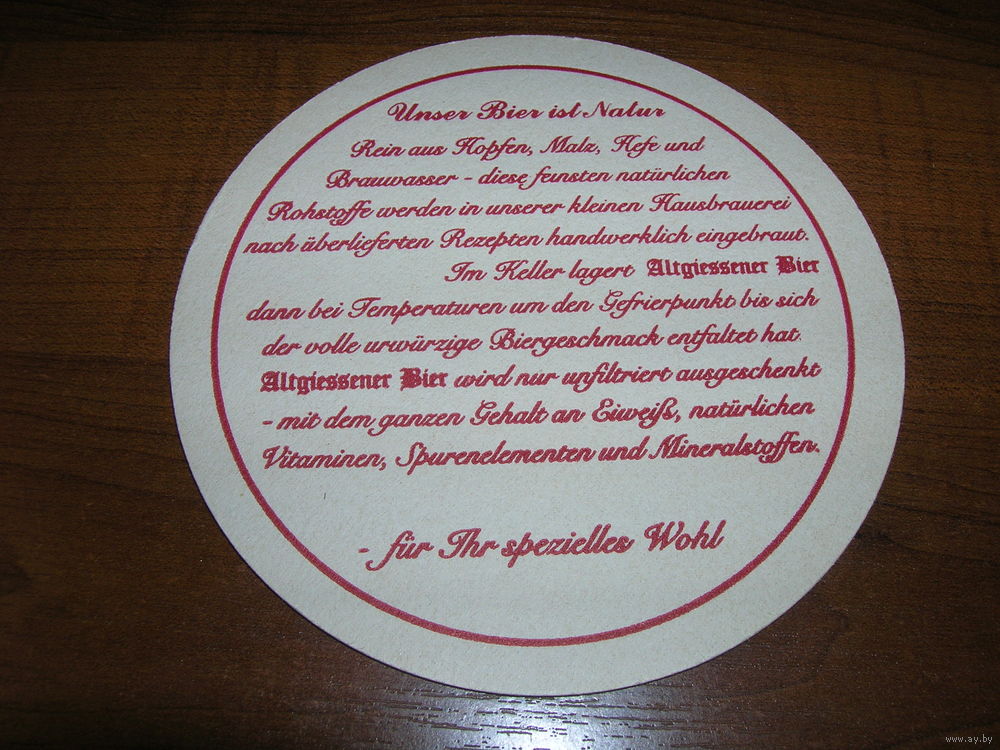 Unser Bier ist Natur
Rein aus Hopfen, Malz, Hefe und
Brauwasser - diese feinsten natürlichen
Rohstoffe werden in unserer kleinen Hausbrauerei
nach überlieferten Rezepten handwerklich eingebraut.
Im Keller lagert Altgiessener Bier
dann bei Temperaturen um den Gefrierpunkt bis sich
der volle urwürzige Biergeschmack entfaltet hat.
Altgiessener Bier wird nur unfiltriert ausgeschenkt
- mit dem ganzen Gehalt an Eiweiß, natürlichen
Vitaminen, Spurenelementen und Mineralstoffen.
- für Ihr spezielles Wohl
www.ay.by